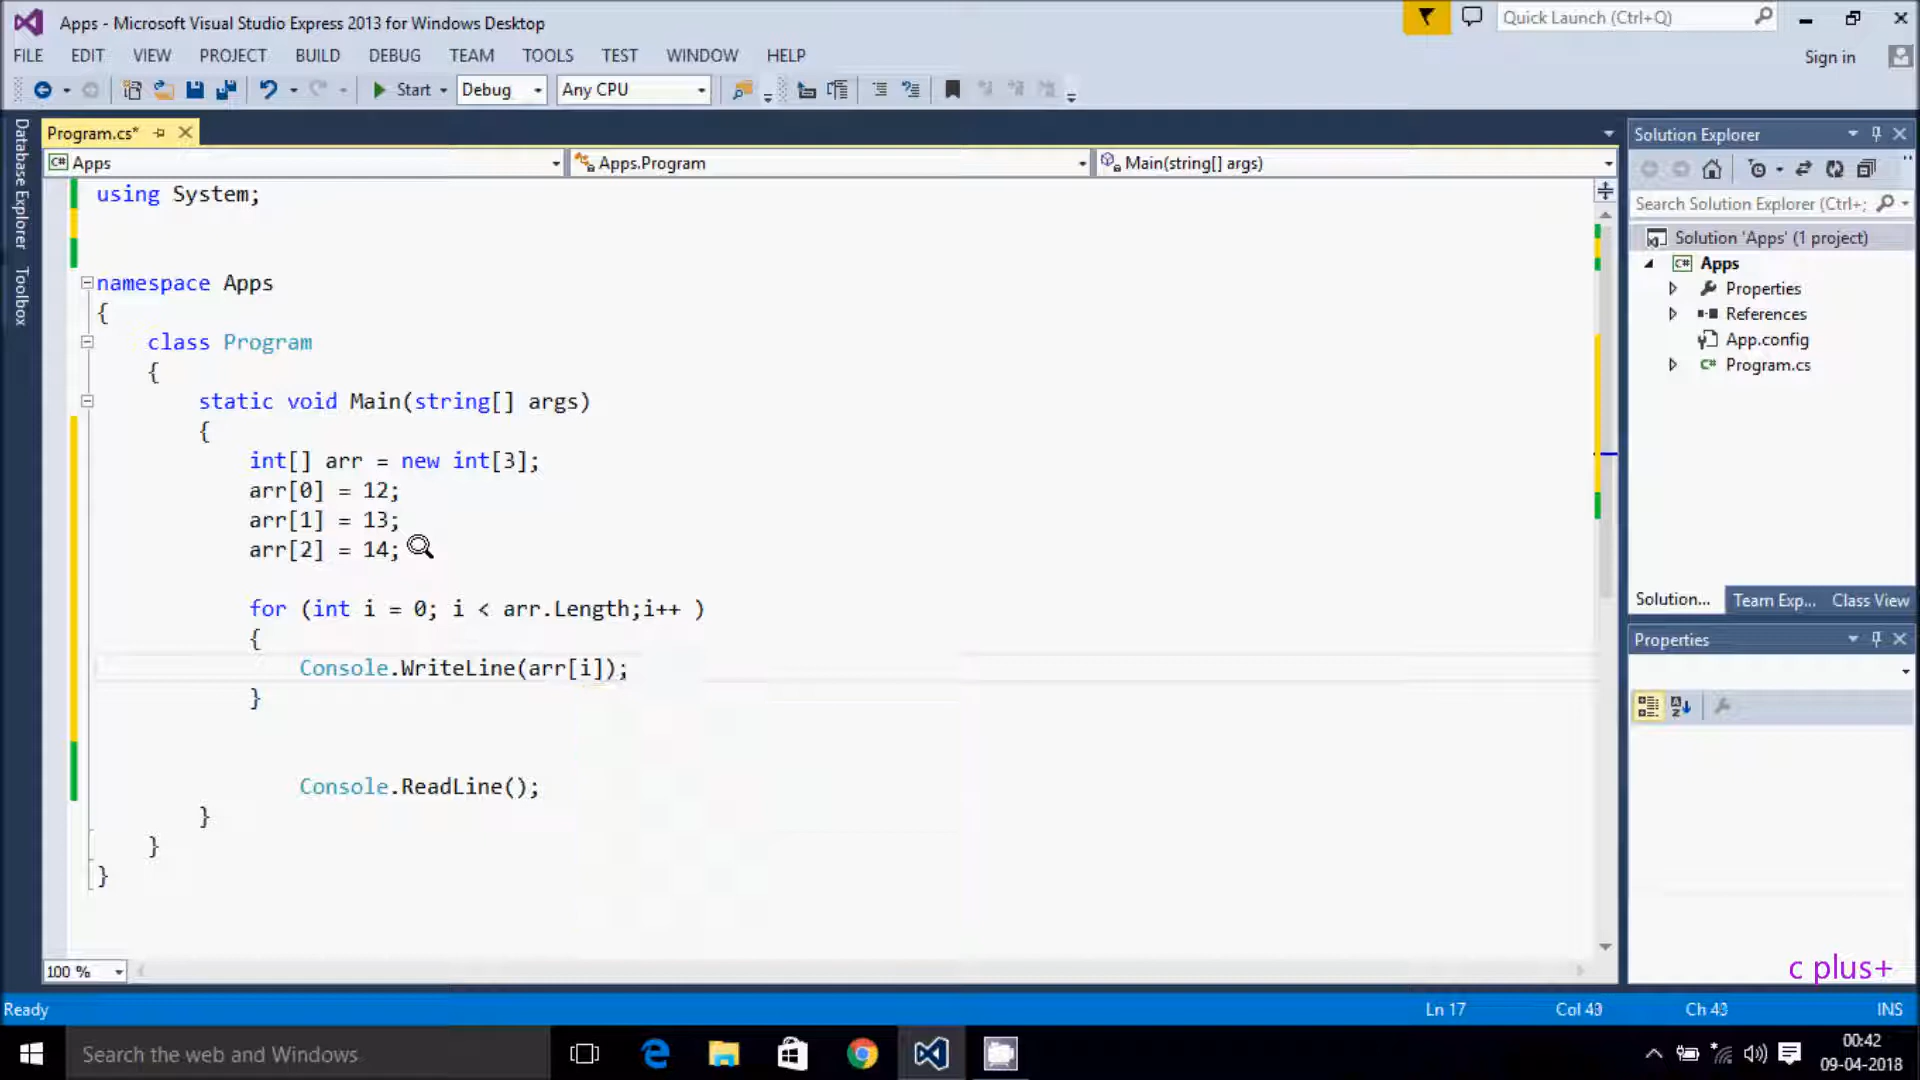 Apps - Microsoft Visual Studio Express 2013 for Windows Desktop
Quick Launch (Ctrl+Q)
FILE EDIT VIEW PROJECT BUILD DEBUG TEAM TOOLS TEST WINDOW HELP
Sign in
Start Debug Any CPU
Database Explorer
Toolbox
Program.cs*
Apps Apps.Program Main(string[] args)
using System;
namespace Apps
{
class Program
{
static void Main(string[] args)
{
int[] arr = new int[3];
arr[0] = 12;
arr[1] = 13;
arr[2] = 14;
for (int i = 0; i < arr.Length;i++ )
{
Console.WriteLine(arr[i]);
}
Console.ReadLine();
}
}
}
100 %
Solution Explorer
Search Solution Explorer (Ctrl+;
Solution 'Apps' (1 project)
Apps
Properties
References
App.config
Program.cs
Solution... Team Exp... Class View
Properties
c plus+
Ready Ln 17 Col 43 Ch 43 INS
Search the web and Windows
00:42
09-04-2018